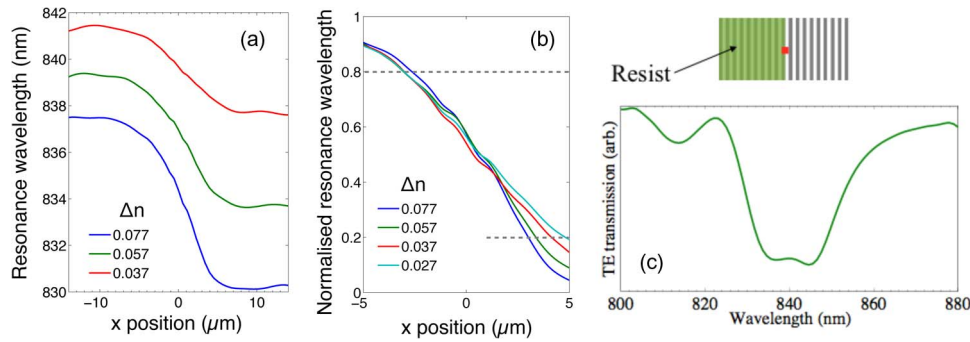 842
840
838
836
834
832
830
Resonance wavelength (nm)
(a)
Δn
0.077
0.057
0.037
−10 0 10
x position (μm)
1
0.8
0.6
0.4
0.2
0
Normalised resonance wavelength
(b)
Δn
0.077
0.057
0.037
0.027
−5 0 5
x position (μm)
Resist
TE transmission (arb.)
(c)
800 820 840 860 880
Wavelength (nm)